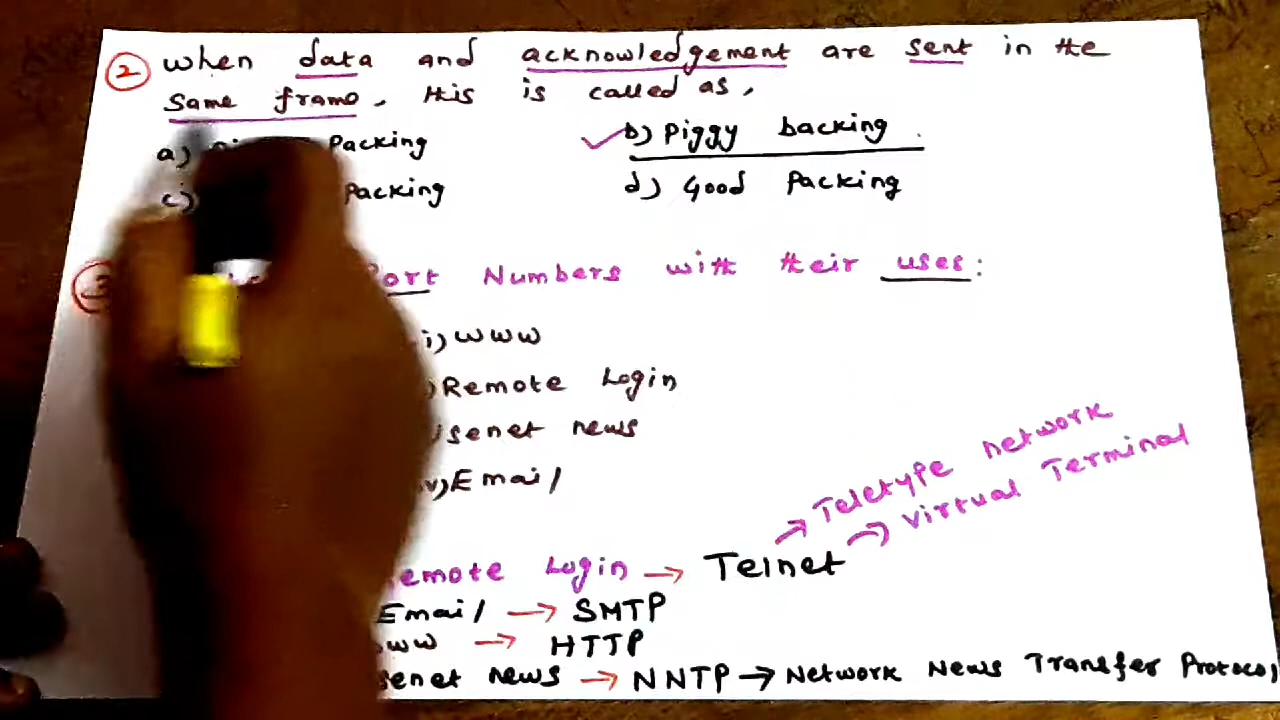 2 When data and acknowledgement are sent in the
same frame, this is called as,
a) Packing b) Piggy backing.
c) Packing d) Good Packing
3 Port Numbers with their uses:
i) WWW
Remote Login
senet news
v) Email
Teletype network
Virtual Terminal
Remote Login → Telnet
Email → SMTP
ww → HTTP
senet news → NNTP → Network News Transfer Protocol